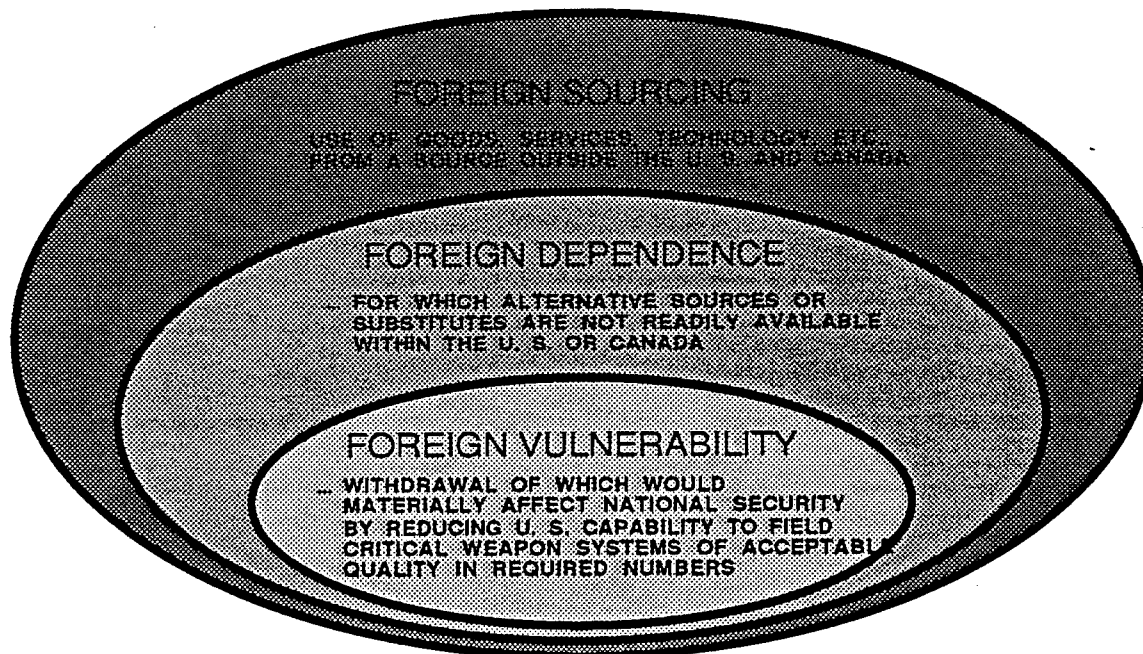 FOREIGN SOURCING
USE OF GOODS, SERVICES, TECHNOLOGY, ETC.,
FROM A SOURCE OUTSIDE THE U. S. AND CANADA
FOREIGN DEPENDENCE
... FOR WHICH ALTERNATIVE SOURCES OR
SUBSTITUTES ARE NOT READILY AVAILABLE
WITHIN THE U. S. OR CANADA
FOREIGN VULNERABILITY
... WITHDRAWAL OF WHICH WOULD
MATERIALLY AFFECT NATIONAL SECURITY
BY REDUCING U. S. CAPABILITY TO FIELD
CRITICAL WEAPON SYSTEMS OF ACCEPTABLE
QUALITY IN REQUIRED NUMBERS